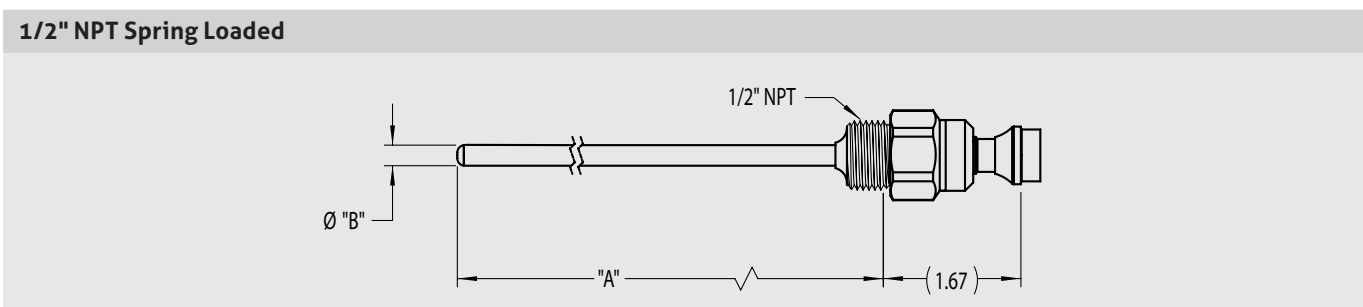 1/2" NPT Spring Loaded
1/2" NPT
Ø "B"
"A"
(1.67)